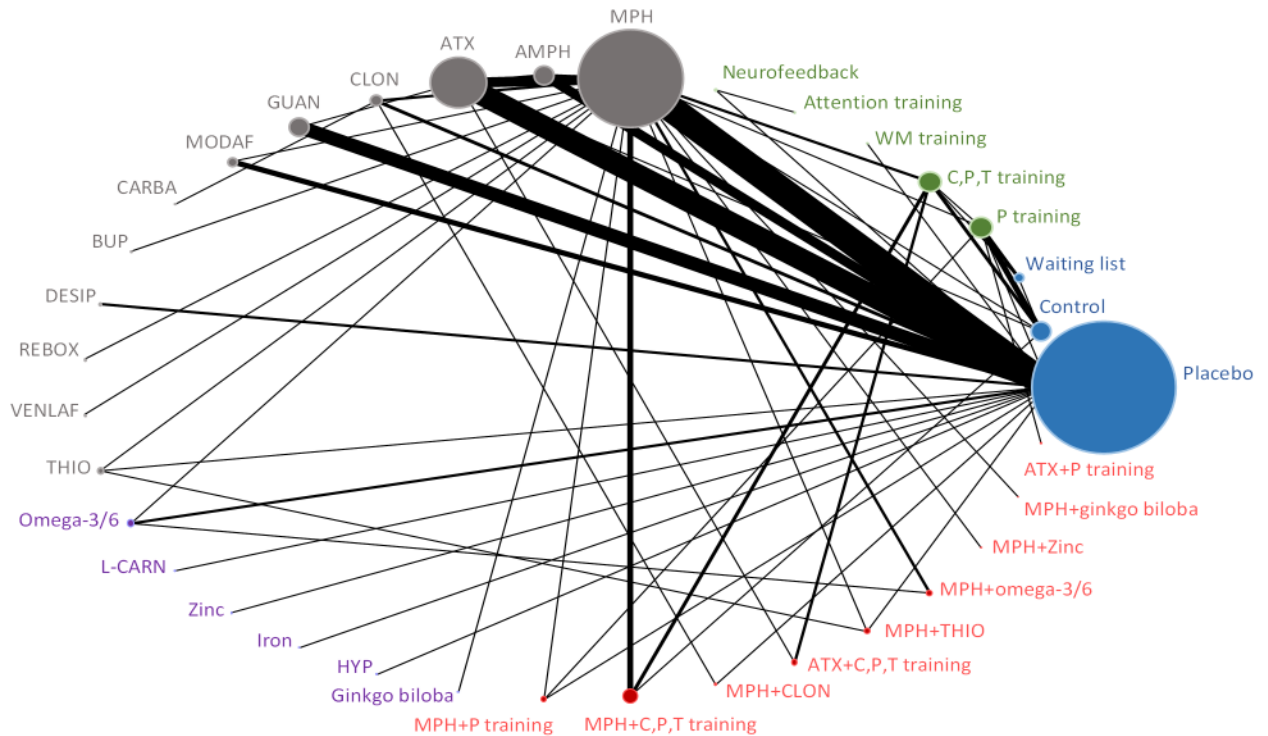 MPH
ATX
AMPH
CLON
GUAN
MODAF
CARBA
BUP
DESIP
REBOX
VENLAF
THIO
Omega-3/6
L-CARN
Zinc
Iron
HYP
Ginkgo biloba
MPH+P training
MPH+C,P,T training
MPH+CLON
ATX+C,P,T training
MPH+THIO
MPH+omega-3/6
MPH+Zinc
MPH+ginkgo biloba
ATX+P training
Placebo
Control
Waiting list
P training
C,P,T training
WM training
Attention training
Neurofeedback